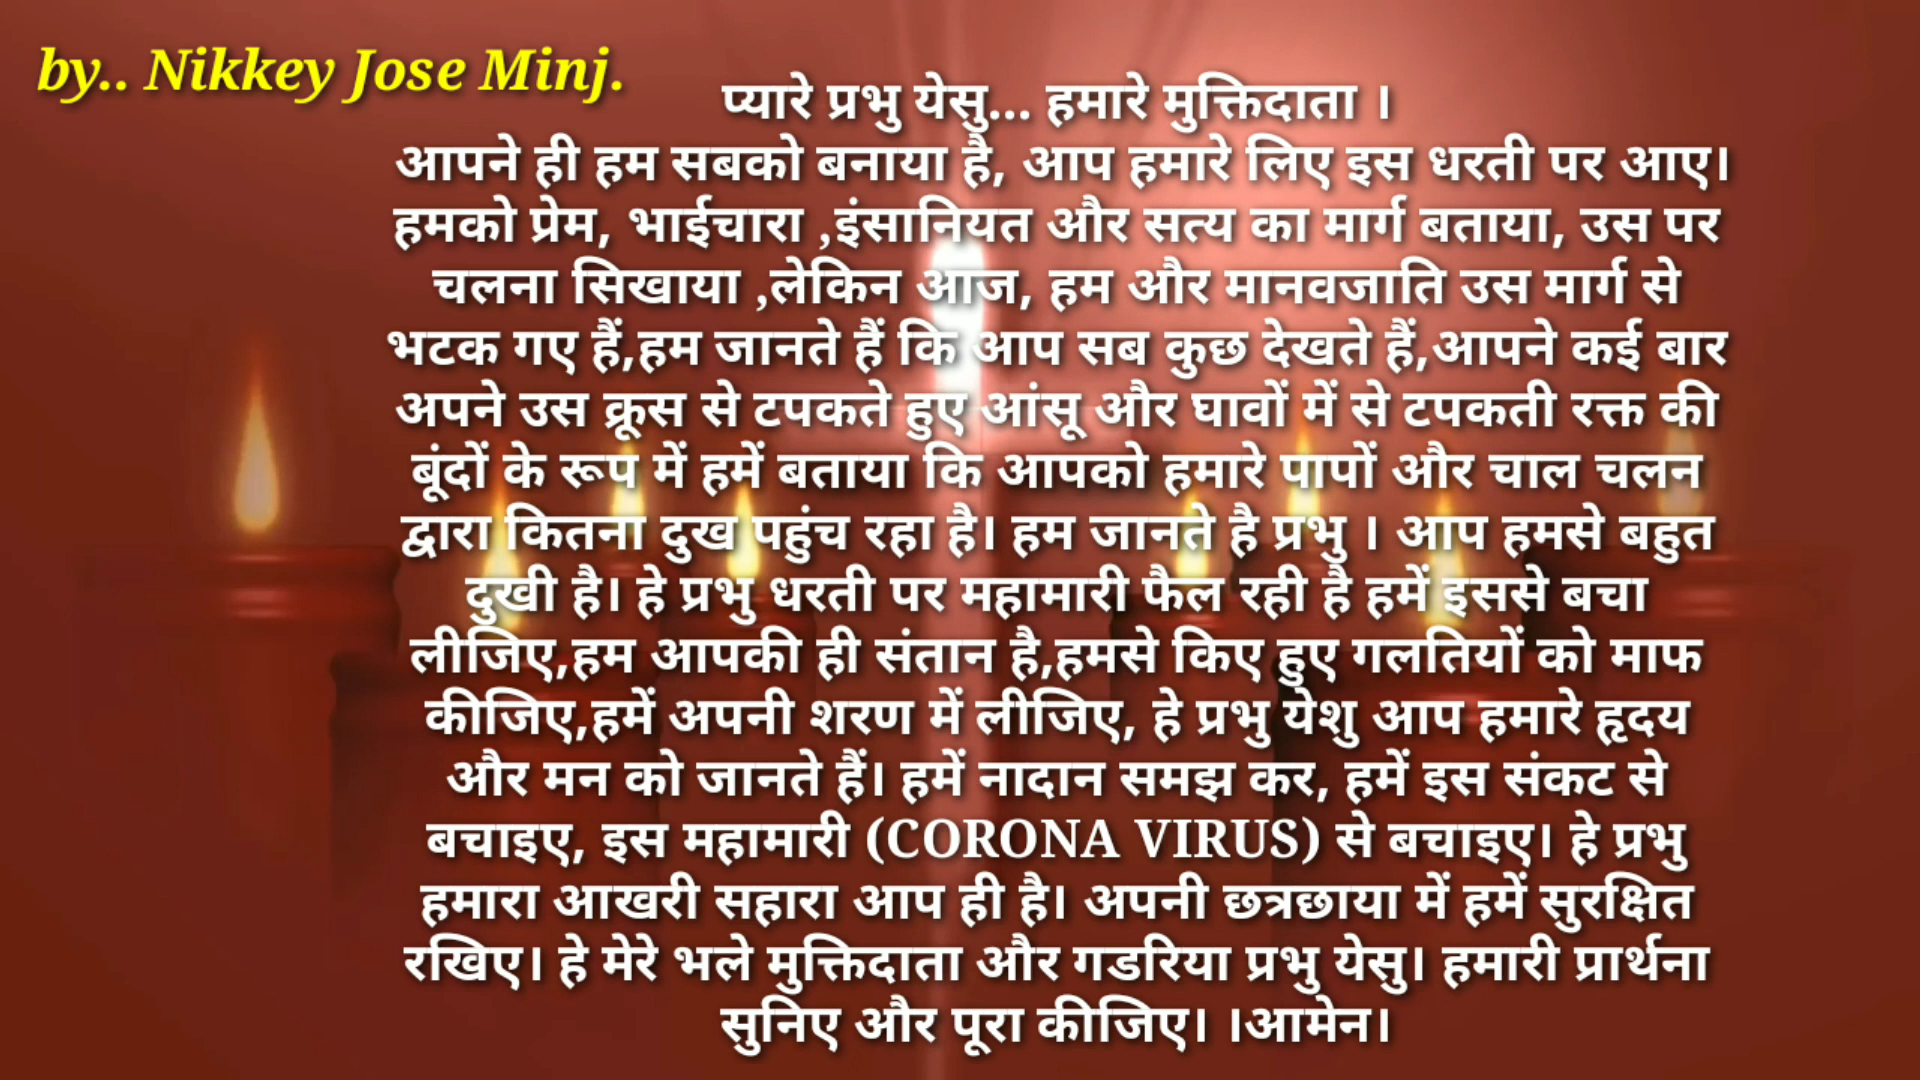 by.. Nikkey Jose Minj.
प्यारे प्रभु येसु... हमारे मुक्तिदाता ।
आपने ही हम सबको बनाया है, आप हमारे लिए इस धरती पर आए।
हमको प्रेम, भाईचारा ,इंसानियत और सत्य का मार्ग बताया, उस पर
चलना सिखाया ,लेकिन आज, हम और मानवजाति उस मार्ग से
भटक गए हैं,हम जानते हैं कि आप सब कुछ देखते हैं,आपने कई बार
अपने उस क्रूस से टपकते हुए आंसू और घावों में से टपकती रक्त की
बूंदों के रूप में हमें बताया कि आपको हमारे पापों और चाल चलन
द्वारा कितना दुख पहुंच रहा है। हम जानते है प्रभु । आप हमसे बहुत
दुखी है। हे प्रभु धरती पर महामारी फैल रही है हमें इससे बचा
लीजिए,हम आपकी ही संतान है,हमसे किए हुए गलतियों को माफ
कीजिए,हमें अपनी शरण में लीजिए, हे प्रभु येशु आप हमारे हृदय
और मन को जानते हैं। हमें नादान समझ कर, हमें इस संकट से
बचाइए, इस महामारी (CORONA VIRUS) से बचाइए। हे प्रभु
हमारा आखरी सहारा आप ही है। अपनी छत्रछाया में हमें सुरक्षित
रखिए। हे मेरे भले मुक्तिदाता और गडरिया प्रभु येसु। हमारी प्रार्थना
सुनिए और पूरा कीजिए। ।आमेन।